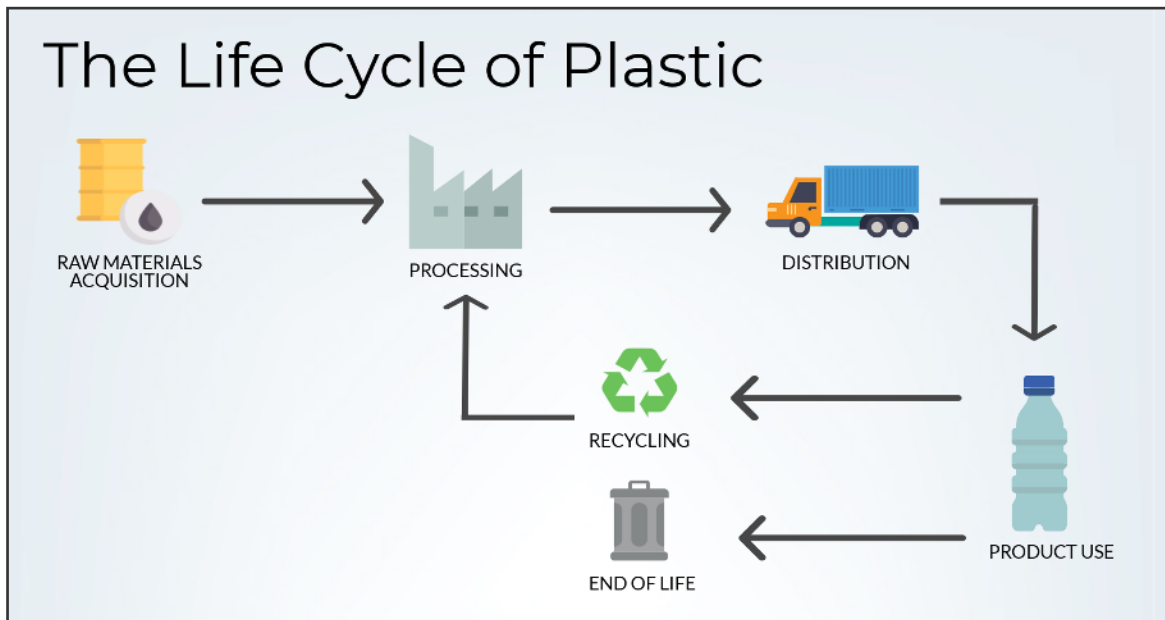 The Life Cycle of Plastic
RAW MATERIALS
ACQUISITION
PROCESSING
DISTRIBUTION
RECYCLING
PRODUCT USE
END OF LIFE